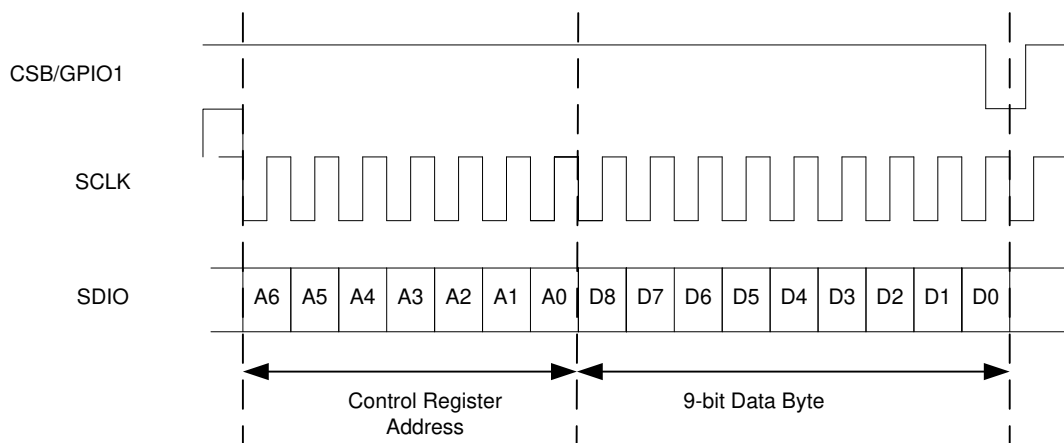 CSB/GPIO1
SCLK
SDIO
A6 A5 A4 A3 A2 A1 A0 D8 D7 D6 D5 D4 D3 D2 D1 D0
Control Register
Address
9-bit Data Byte